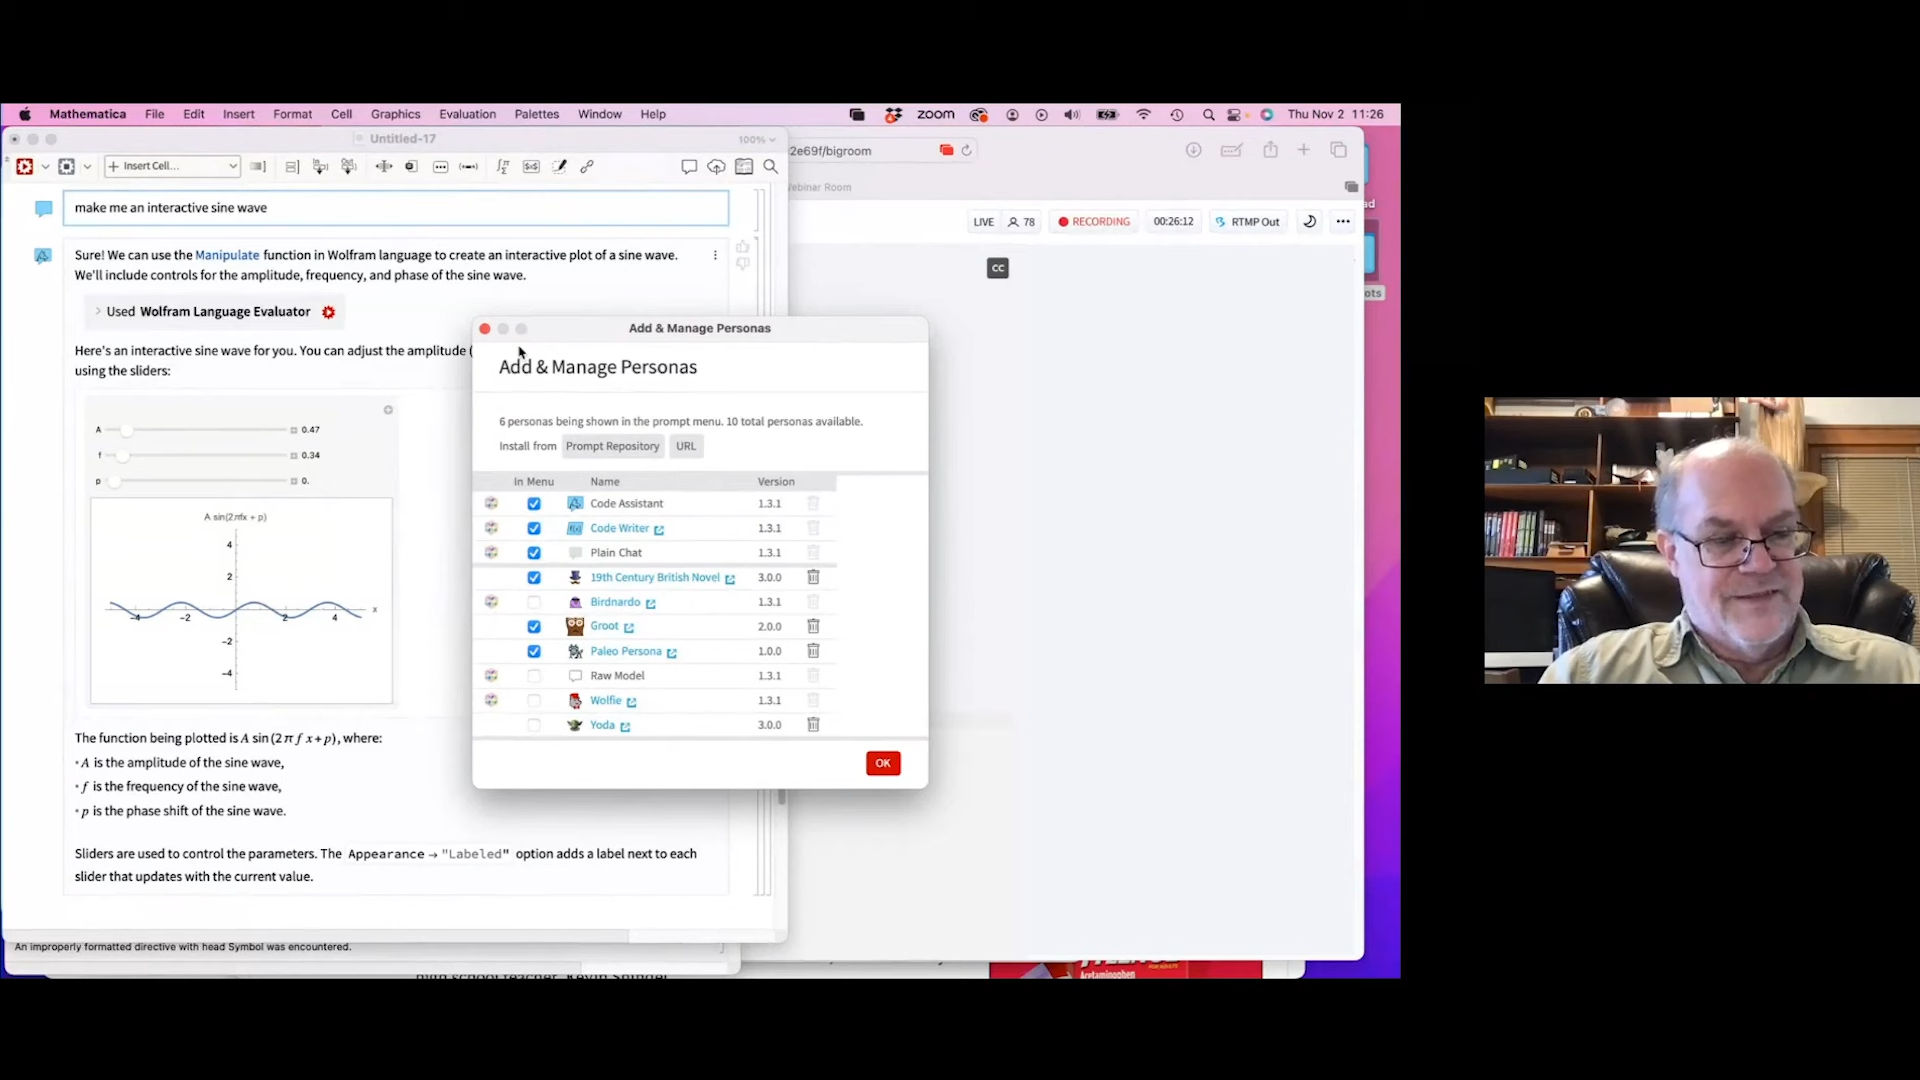 Mathematica File Edit Insert Format Cell Graphics Evaluation Palettes Window Help zoom Thu Nov 2 11:26
Untitled-17 100%
Insert Cell...
make me an interactive sine wave
Sure! We can use the Manipulate function in Wolfram language to create an interactive plot of a sine wave.
We'll include controls for the amplitude, frequency, and phase of the sine wave.
Used Wolfram Language Evaluator
Here's an interactive sine wave for you. You can adjust the amplitude (
using the sliders:
A 0.47
f 0.34
p 0.
A sin(2πfx + p)
4
2
-4 -2 2 4 x
-2
-4
The function being plotted is A sin(2π f x+p), where:
• A is the amplitude of the sine wave,
• f is the frequency of the sine wave,
• p is the phase shift of the sine wave.
Sliders are used to control the parameters. The Appearance → "Labeled" option adds a label next to each
slider that updates with the current value.
An improperly formatted directive with head Symbol was encountered.
high school teacher, Kevin
2e69f/bigroom
Webinar Room
LIVE 78 RECORDING 00:26:12 RTMP Out
CC
Add & Manage Personas
Add & Manage Personas
6 personas being shown in the prompt menu. 10 total personas available.
Install from Prompt Repository URL
In Menu Name Version
Code Assistant 1.3.1
Code Writer 1.3.1
Plain Chat 1.3.1
19th Century British Novel 3.0.0
Birdnardo 1.3.1
Groot 2.0.0
Paleo Persona 1.0.0
Raw Model 1.3.1
Wolfie 1.3.1
Yoda 3.0.0
OK
ad
ots
Acetaminophen